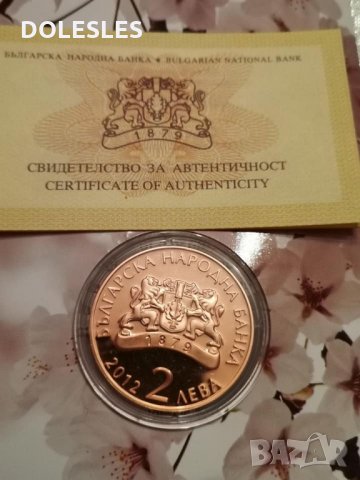 DOLESLES
БЪЛГАРСКА НАРОДНА БАНКА ★ BULGARIAN NATIONAL BANK
1879
СВИДЕТЕЛСТВО ЗА АВТЕНТИЧНОСТ
CERTIFICATE OF AUTHENTICITY
БЪЛГАРСКА НАРОДНА БАНКА
1879
2012 2 ЛЕВА
BAZAR